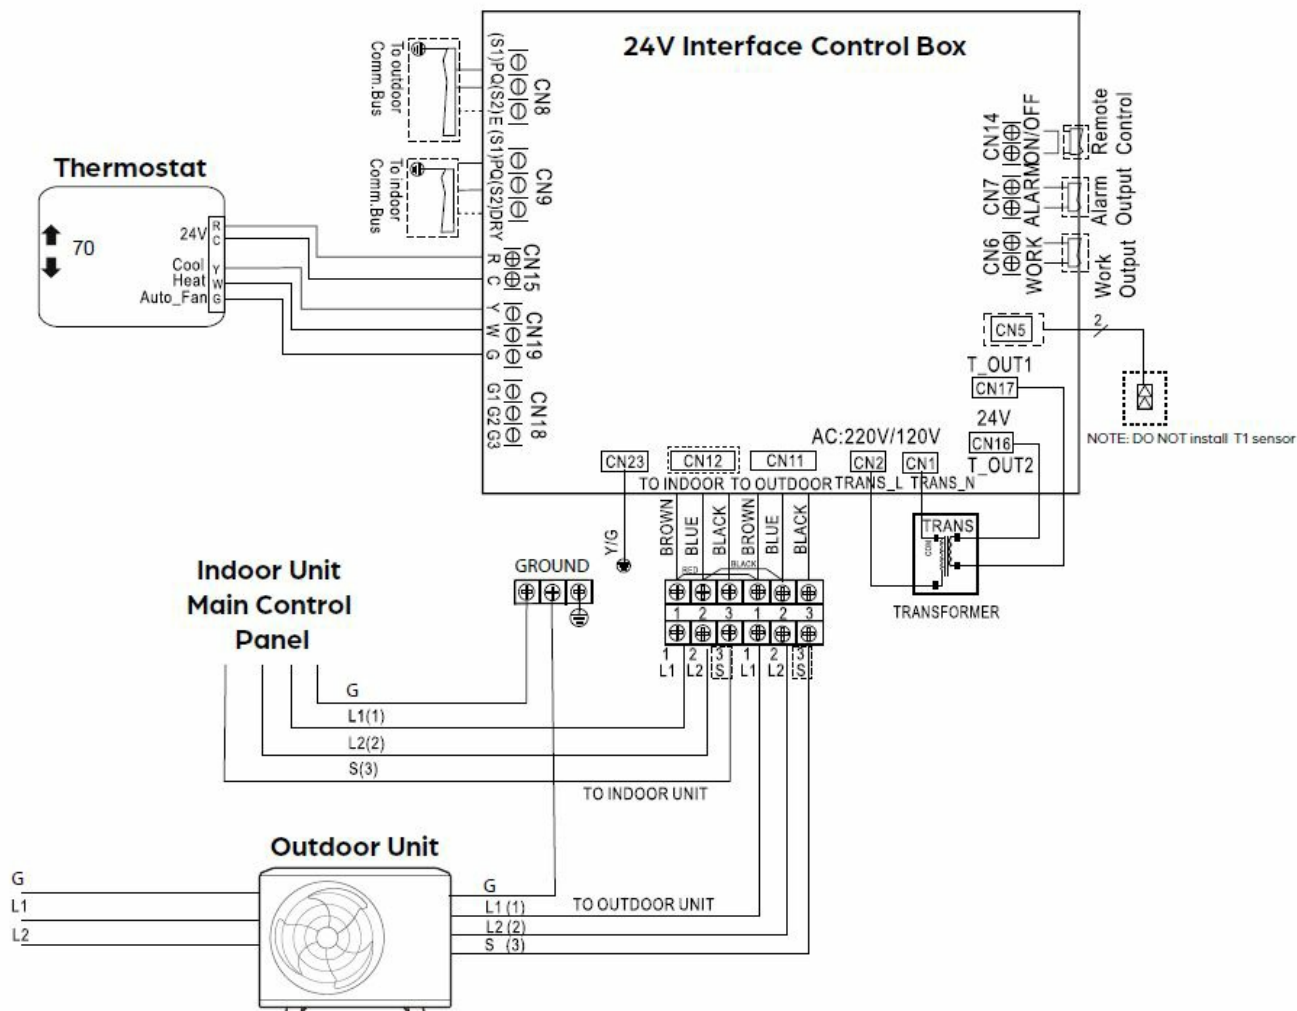 24V Interface Control Box
To outdoor
Comm.Bus
(S1)PQ(S2)E
CN8
To indoor
Comm.Bus
(S1)PQ(S2)DRY
CN9
Thermostat
70
24V
R
C
Cool Y
Heat W
Auto_Fan G
R
C
CN15
Y
W
G
CN19
G1 G2 G3
CN18
CN14
ON/OFF
Remote
Control
CN7
ALARM
Alarm
Output
CN6
WORK
Work
Output
CN5
2
T_OUT1
CN17
24V
CN16
T_OUT2
NOTE: DO NOT install T1 sensor
AC:220V/120V
CN23
CN12
CN11
CN2
CN1
TO INDOOR
TO OUTDOOR
TRANS_L
TRANS_N
Y/G
BROWN
BLUE
BLACK
BROWN
BLUE
BLACK
RED
BLACK
TRANS
COM
TRANSFORMER
GROUND
1 2 3 1 2 3
1 2 3 1 2 3
L1 L2 S L1 L2 S
Indoor Unit
Main Control
Panel
G
L1(1)
L2(2)
S(3)
TO INDOOR UNIT
Outdoor Unit
G
L1
L2
G
L1 (1)
L2 (2)
S (3)
TO OUTDOOR UNIT